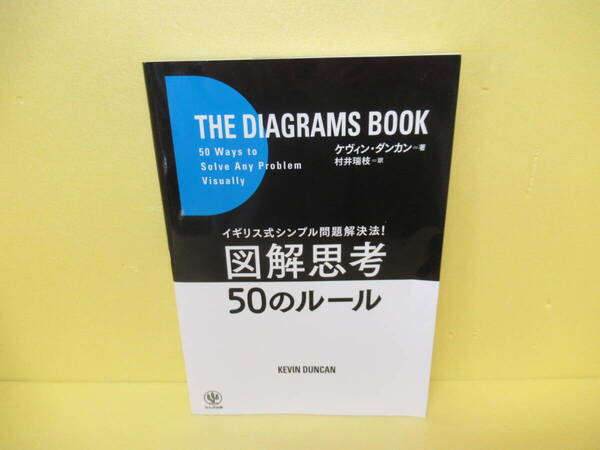 THE DIAGRAMS BOOK
50 Ways to
Solve Any Problem
Visually
ケヴィン・ダンカン=著
村井瑞枝=訳
イギリス式シンプル問題解決法!
図解思考
50のルール
KEVIN DUNCAN